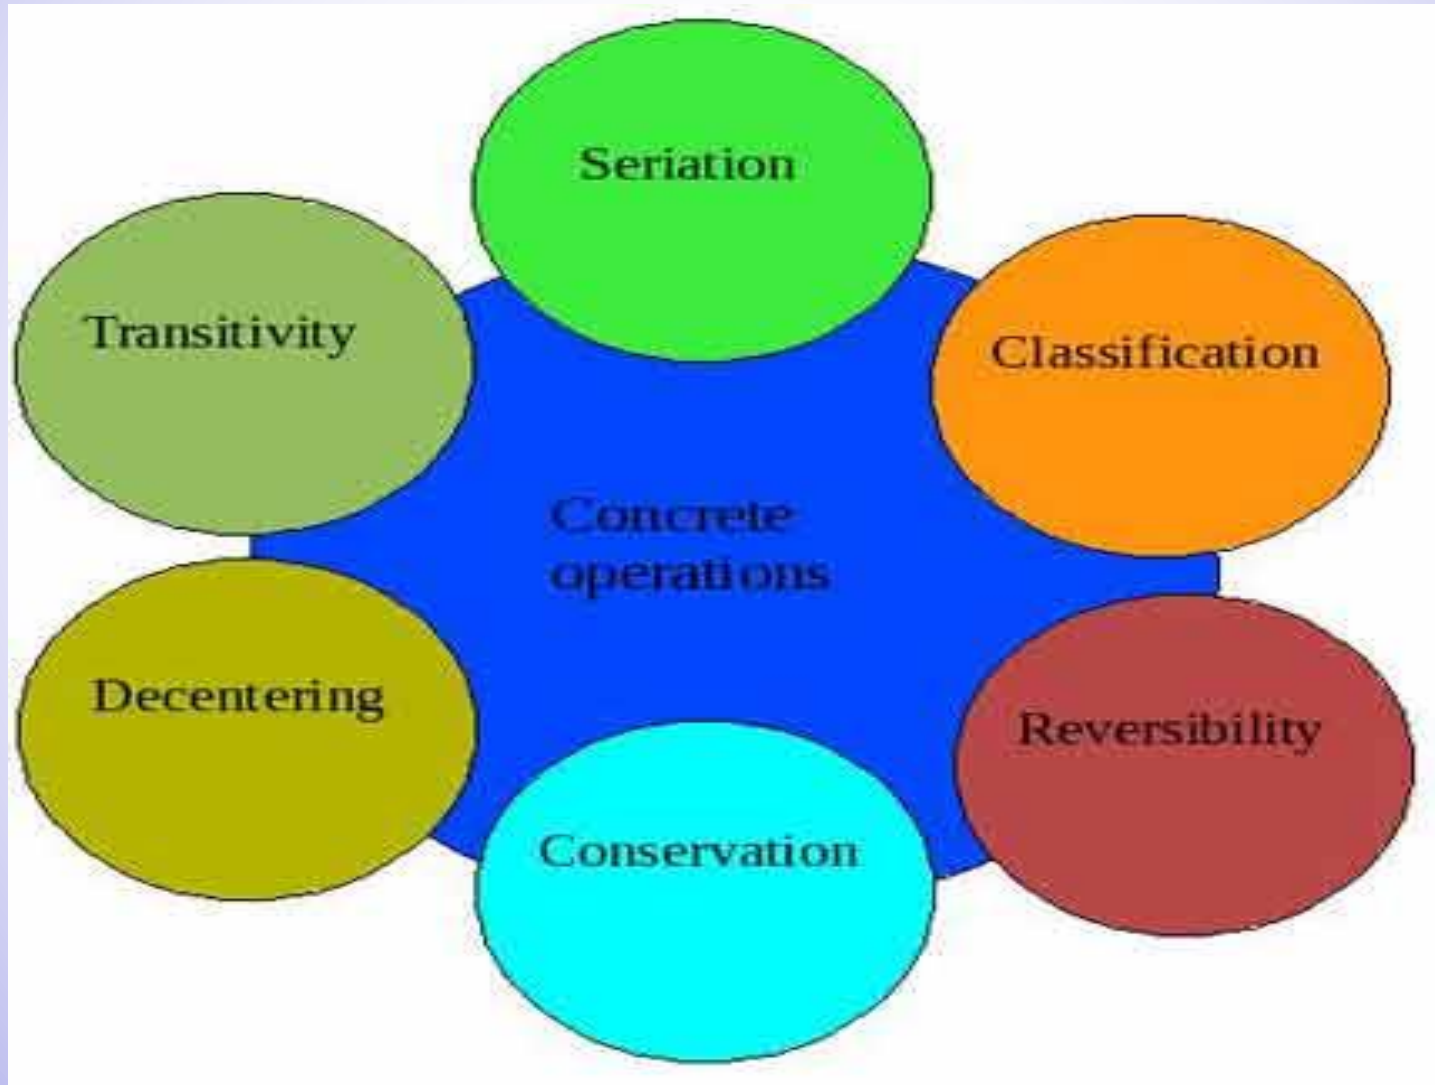 Seriation
Transitivity
Classification
Concrete
operations
Decentering
Reversibility
Conservation